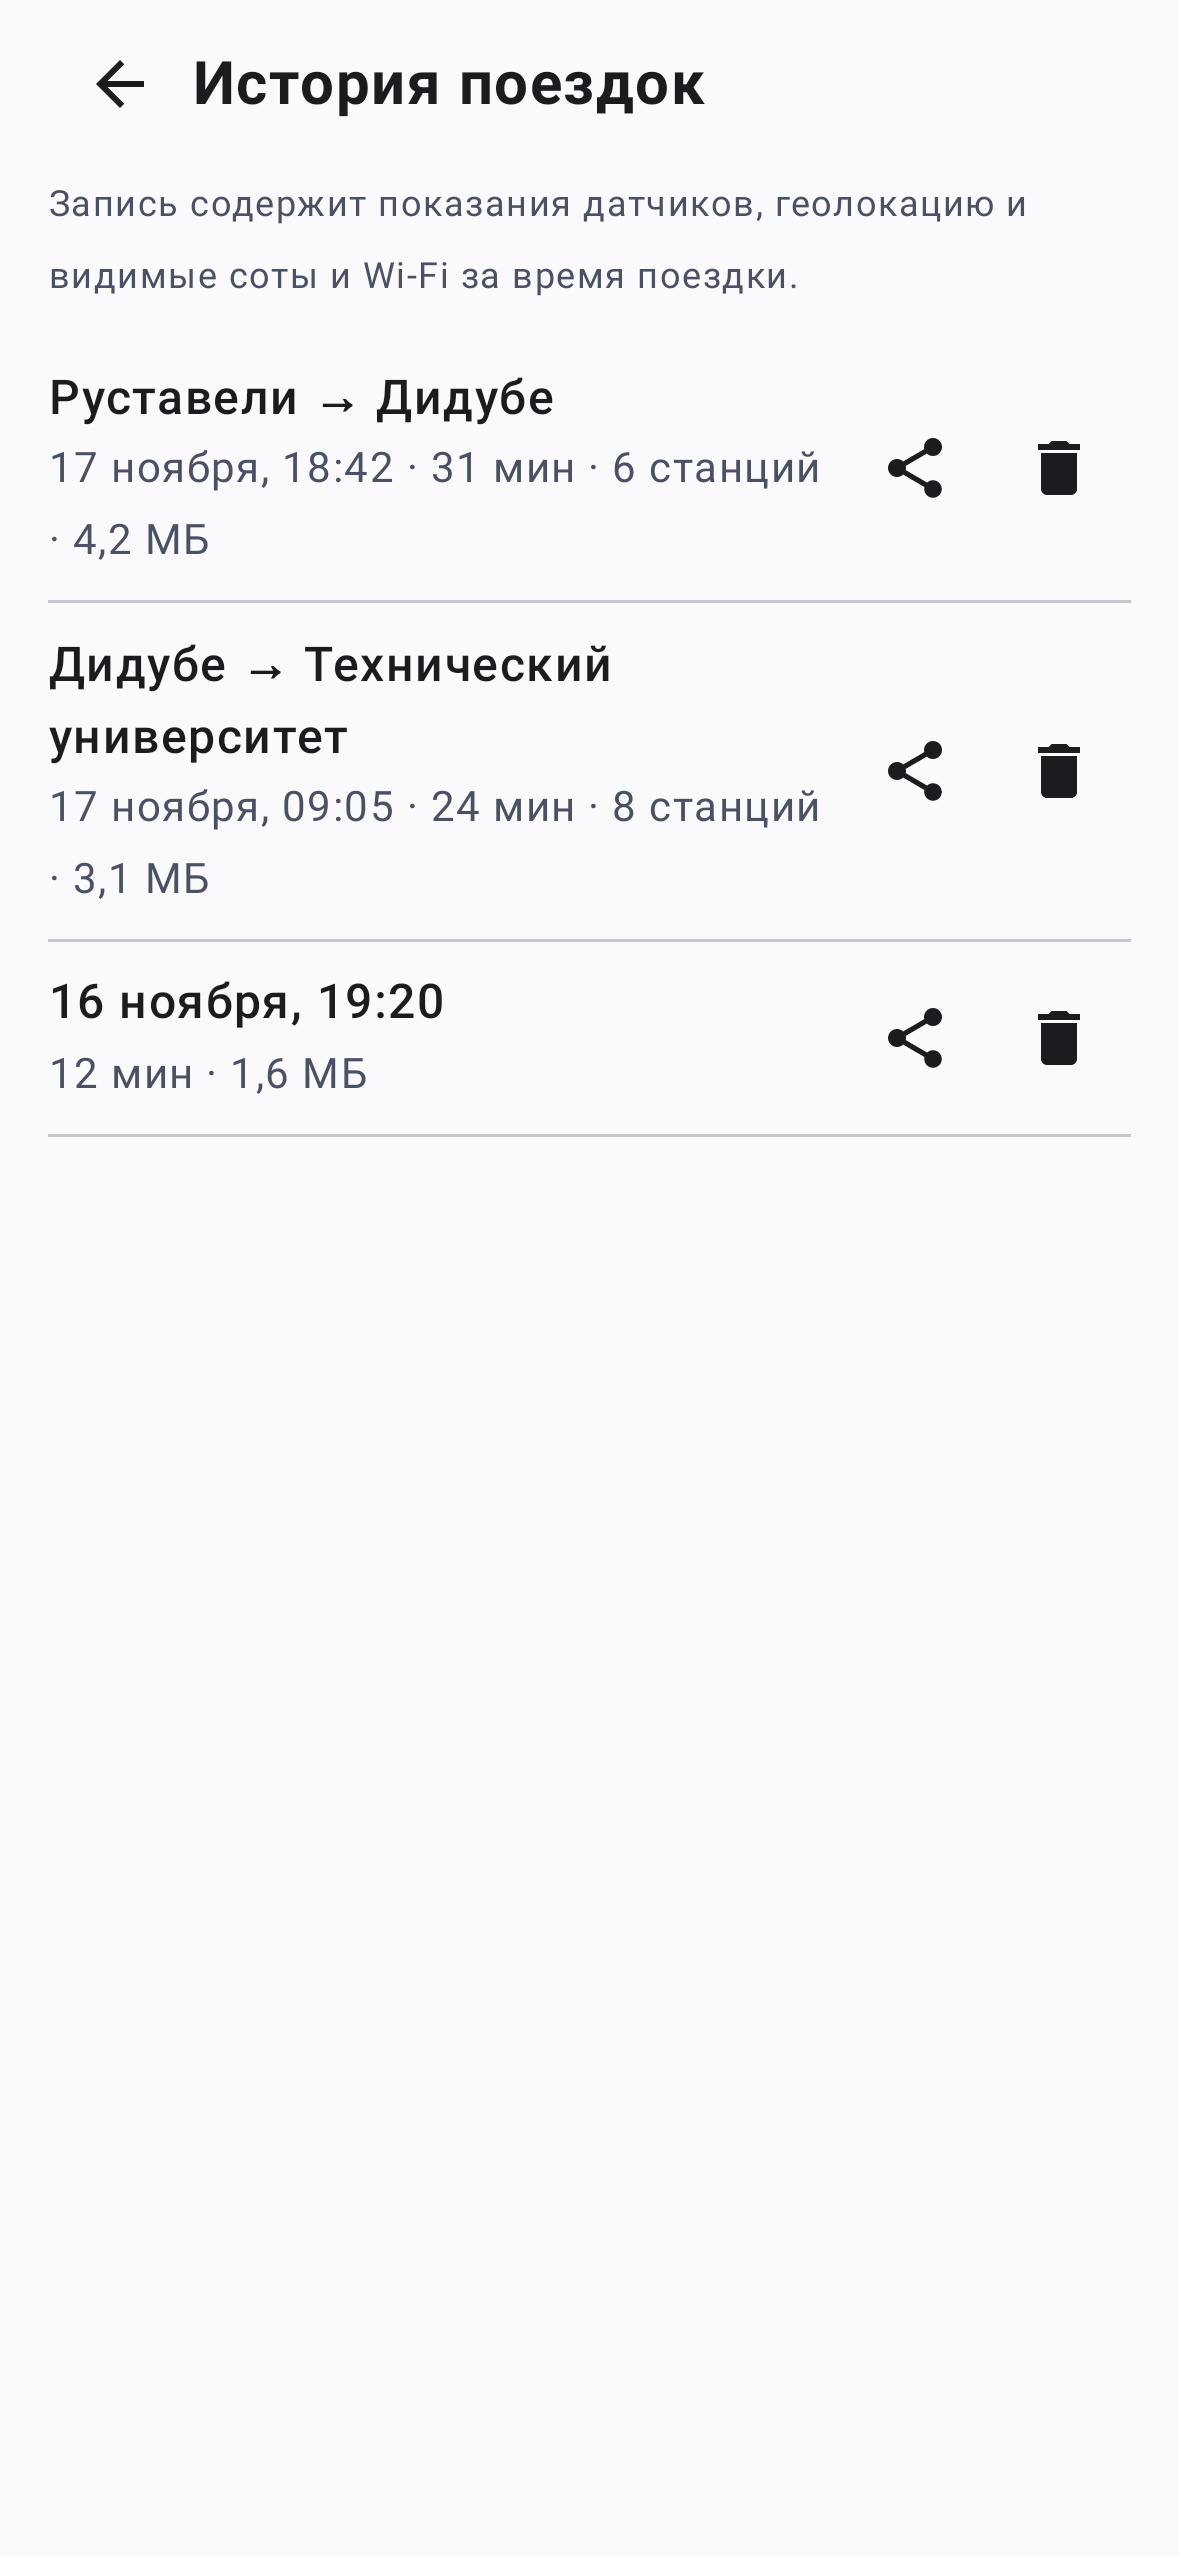 История поездок
Запись содержит показания датчиков, геолокацию и
видимые соты и Wi-Fi за время поездки.
Руставели → Дидубе
17 ноября, 18:42 · 31 мин · 6 станций
· 4,2 МБ
Дидубе → Технический
университет
17 ноября, 09:05 · 24 мин · 8 станций
· 3,1 МБ
16 ноября, 19:20
12 мин · 1,6 МБ